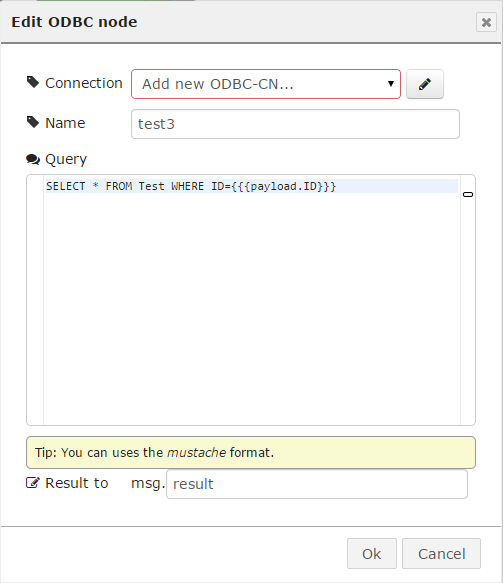 Edit ODBC node
Connection Add new ODBC-CN...
Name test3
Query
SELECT * FROM Test WHERE ID={{{payload.ID}}}
Tip: You can uses the mustache format.
Result to msg. result
Ok Cancel